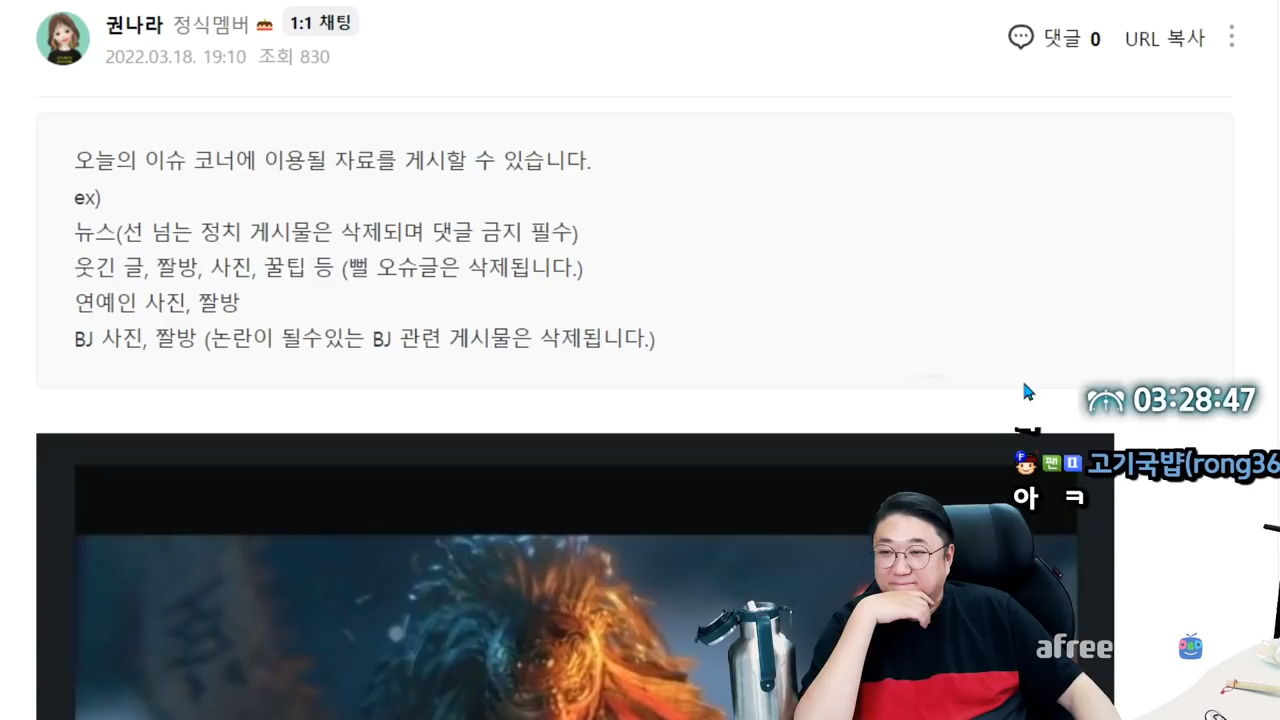 권나라 정식멤버 1:1 채팅
2022.03.18. 19:10 조회 830
댓글 0 URL 복사
오늘의 이슈 코너에 이용될 자료를 게시할 수 있습니다.
ex)
뉴스(선 넘는 정치 게시물은 삭제되며 댓글 금지 필수)
웃긴 글, 짤방, 사진, 꿀팁 등 (뻘 오슈글은 삭제됩니다.)
연예인 사진, 짤방
BJ 사진, 짤방 (논란이 될수있는 BJ 관련 게시물은 삭제됩니다.)
03:28:47
F 팬 고기국뱝(rong36
아 ㅋ
afree